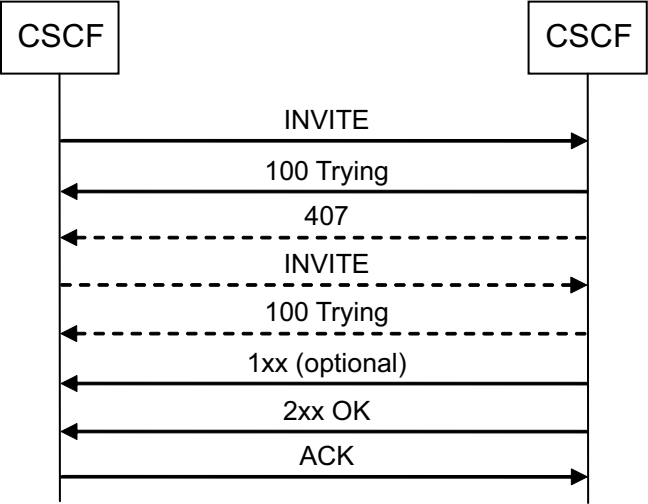 CSCF
CSCF
INVITE
100 Trying
407
INVITE
100 Trying
1xx (optional)
2xx OK
ACK